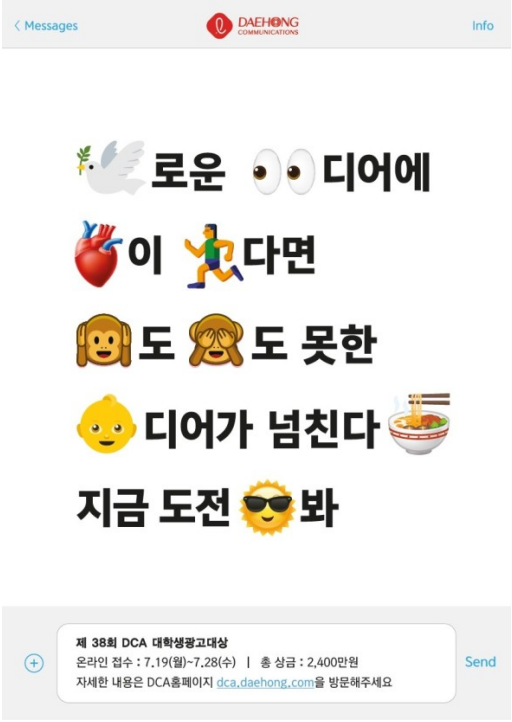 < Messages
DAEHONG
COMMUNICATIONS
Info
🕊️로운 👀디어에
🫀이 🏃다면
🙉도 🙈도 못한
👶디어가 넘친다🍜
지금 도전🌞봐
제 38회 DCA 대학생광고대상
온라인 접수 : 7.19(월)~7.28(수) | 총 상금 : 2,400만원
자세한 내용은 DCA홈페이지 dca.daehong.com을 방문해주세요
Send